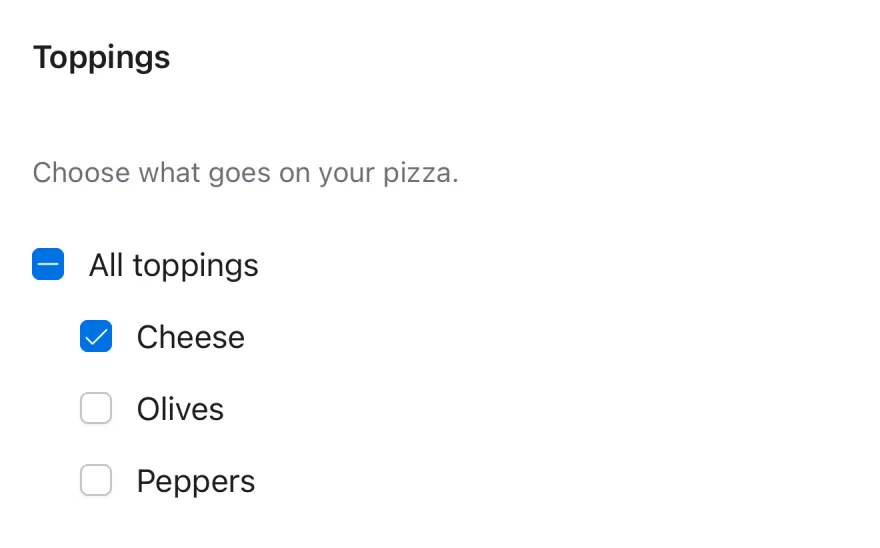 Toppings
Choose what goes on your pizza.
All toppings
Cheese
Olives
Peppers